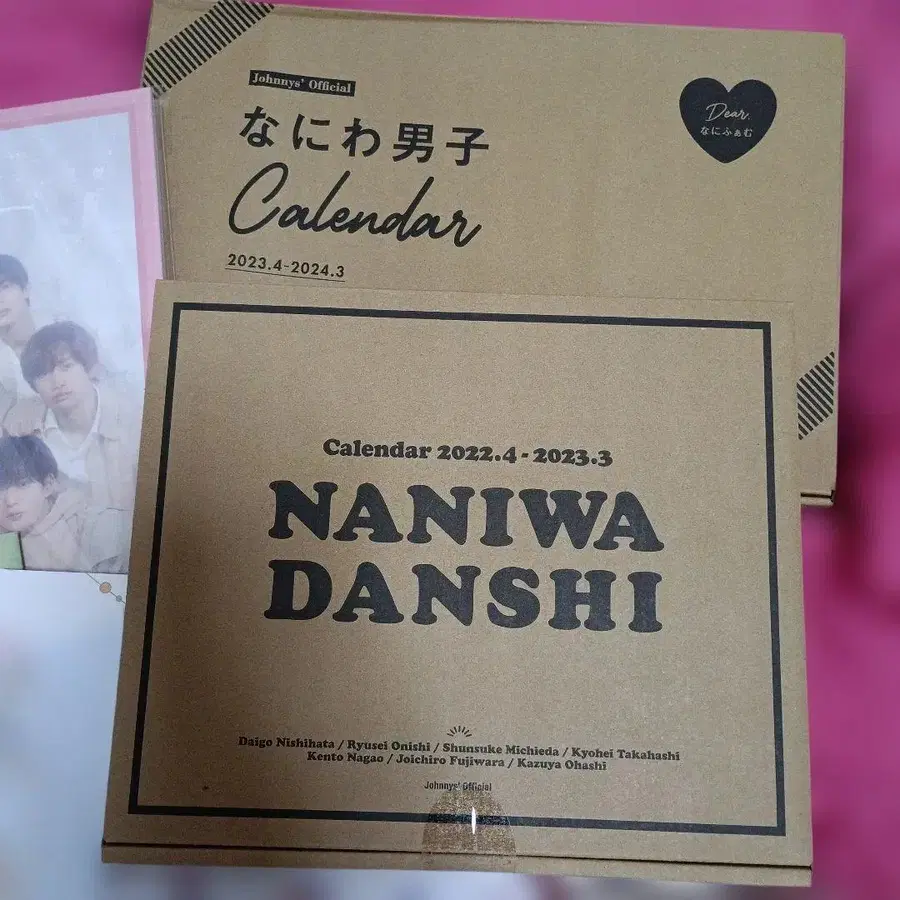 Johnnys' Official
なにわ男子
Calendar
2023.4-2024.3
Dear
なにふぁむ
Calendar 2022.4-2023.3
NANIWA
DANSHI
Daigo Nishihata / Ryusei Onishi / Shunsuke Michieda / Kyohei Takahashi
Kento Nagao / Joichiro Fujiwara / Kazuya Ohashi
Johnnys' Official